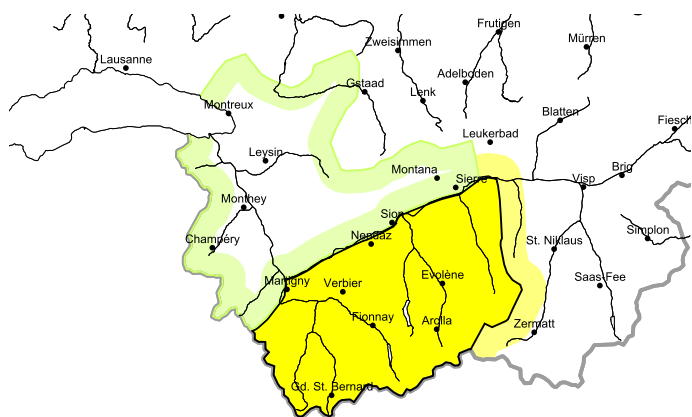 Frutigen
Zweisimmen
Mürren
Lausanne
Adelboden
Gstaad
Lenk
Montreux
Blatten
Fiesch
Leukerbad
Leysin
Montana
Sierre
Visp
Brig
Monthey
Sion
Simplon
Nendaz
Champéry
St. Niklaus
Evolène
Saas-Fee
Martigny
Verbier
Fionnay
Arolla
Zermatt
Gd. St. Bernard